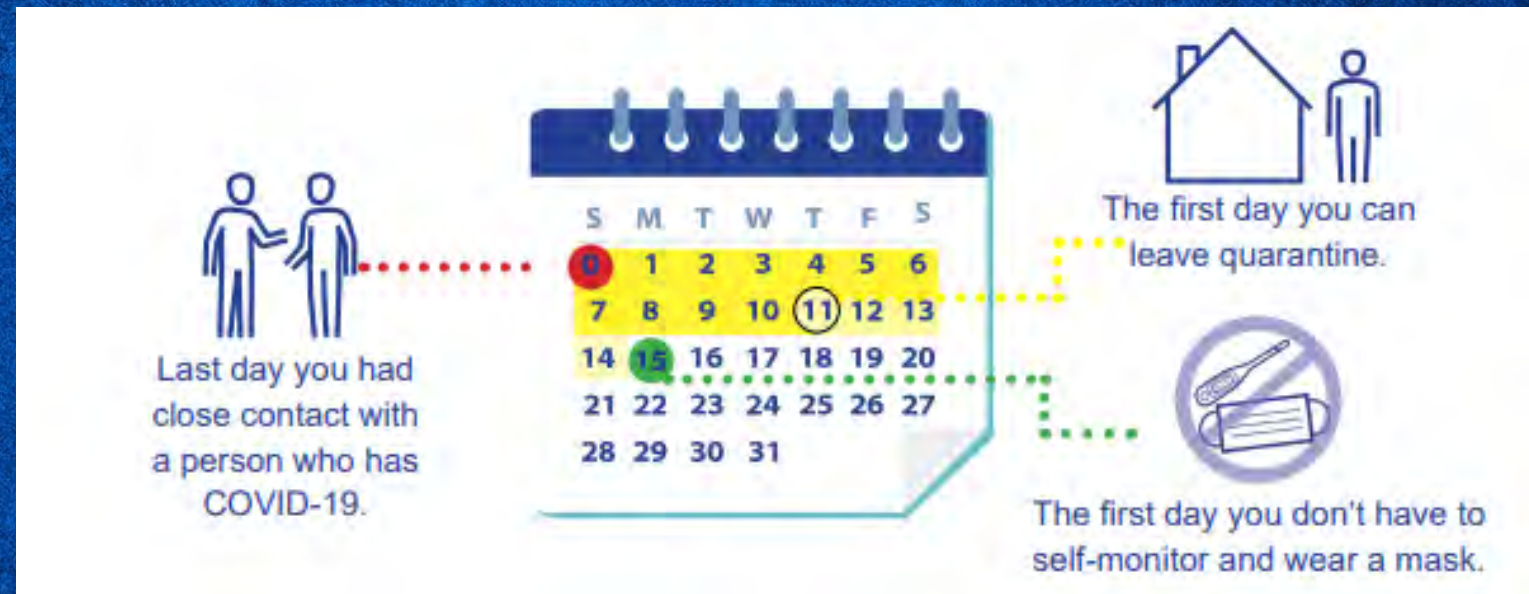 The first day you can
leave quarantine.
S M T W T F S
0 1 2 3 4 5 6
7 8 9 10 11 12 13
14 15 16 17 18 19 20
21 22 23 24 25 26 27
28 29 30 31
Last day you had
close contact with
a person who has
COVID-19.
The first day you don't have to
self-monitor and wear a mask.